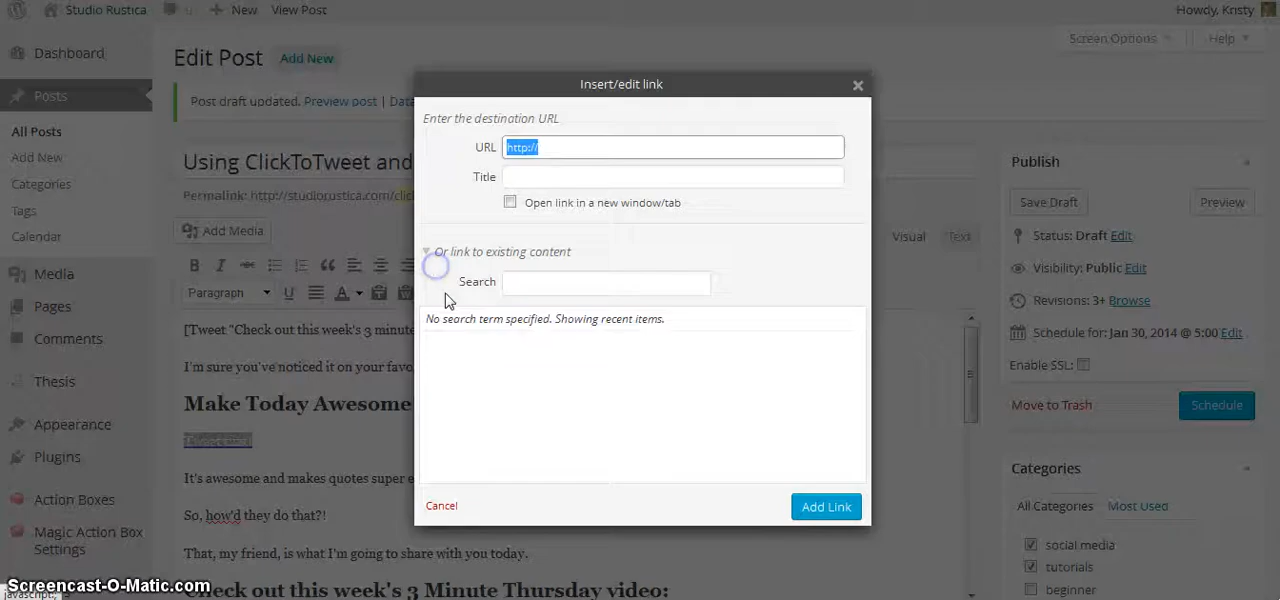 Studio Rustica
New
View Post
Howdy, Kristy
Dashboard
Posts
All Posts
Add New
Categories
Tags
Calendar
Media
Pages
Comments
Thesis
Appearance
Plugins
Action Boxes
Magic Action Box
Settings
Screen Options
Help
Edit Post
Add New
Post draft updated. Preview post |
Using ClickToTweet and
Permalink: http://studiorustica.com/
Add Media
Visual
Text
B I ABC
Paragraph
U
A
[Tweet "Check out this week's 3 minute
I'm sure you've noticed it on your
Make Today Awesome
It's awesome and makes quotes super
So, how'd they do that?!
That, my friend, is what I'm going to share with you today.
Check out this week's 3 Minute Thursday video:
Insert/edit link
Enter the destination URL
URL
http://
Title
Open link in a new window/tab
Or link to existing content
Search
No search term specified. Showing recent items.
Cancel
Add Link
Publish
Save Draft
Preview
Status: Draft Edit
Visibility: Public Edit
Revisions: 3+ Browse
Schedule for: Jan 30, 2014 @ 5:00 Edit
Enable SSL:
Move to Trash
Schedule
Categories
All Categories
Most Used
social media
tutorials
beginner
Screencast-O-Matic.com